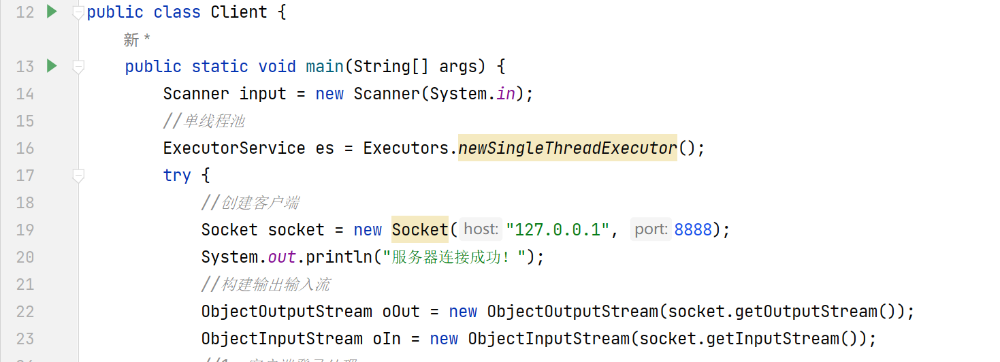 12 public class Client {
新 *
13 public static void main(String[] args) {
14 Scanner input = new Scanner(System.in);
15 //单线程池
16 ExecutorService es = Executors.newSingleThreadExecutor();
17 try {
18 //创建客户端
19 Socket socket = new Socket( host: "127.0.0.1", port: 8888);
20 System.out.println("服务器连接成功！");
21 //构建输出输入流
22 ObjectOutputStream oOut = new ObjectOutputStream(socket.getOutputStream());
23 ObjectInputStream oIn = new ObjectInputStream(socket.getInputStream());